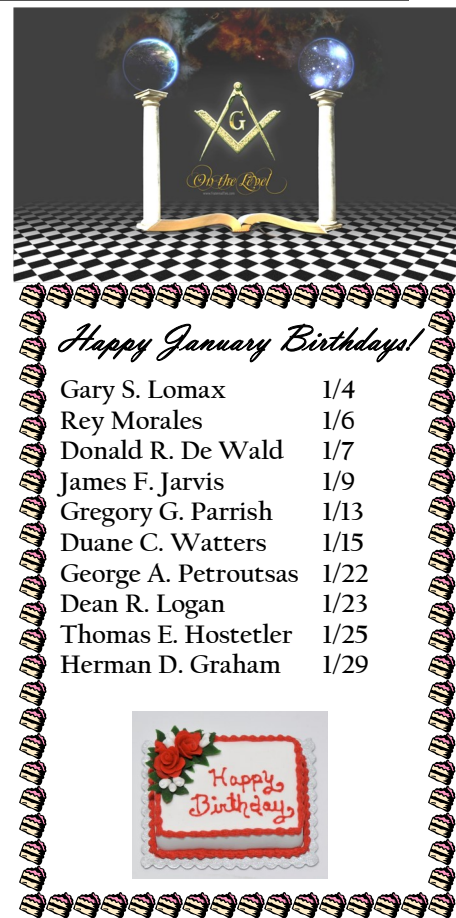 G
On the Level
Happy January Birthdays!
Gary S. Lomax 1/4
Rey Morales 1/6
Donald R. De Wald 1/7
James F. Jarvis 1/9
Gregory G. Parrish 1/13
Duane C. Watters 1/15
George A. Petroutsas 1/22
Dean R. Logan 1/23
Thomas E. Hostetler 1/25
Herman D. Graham 1/29
Happy
Birthday